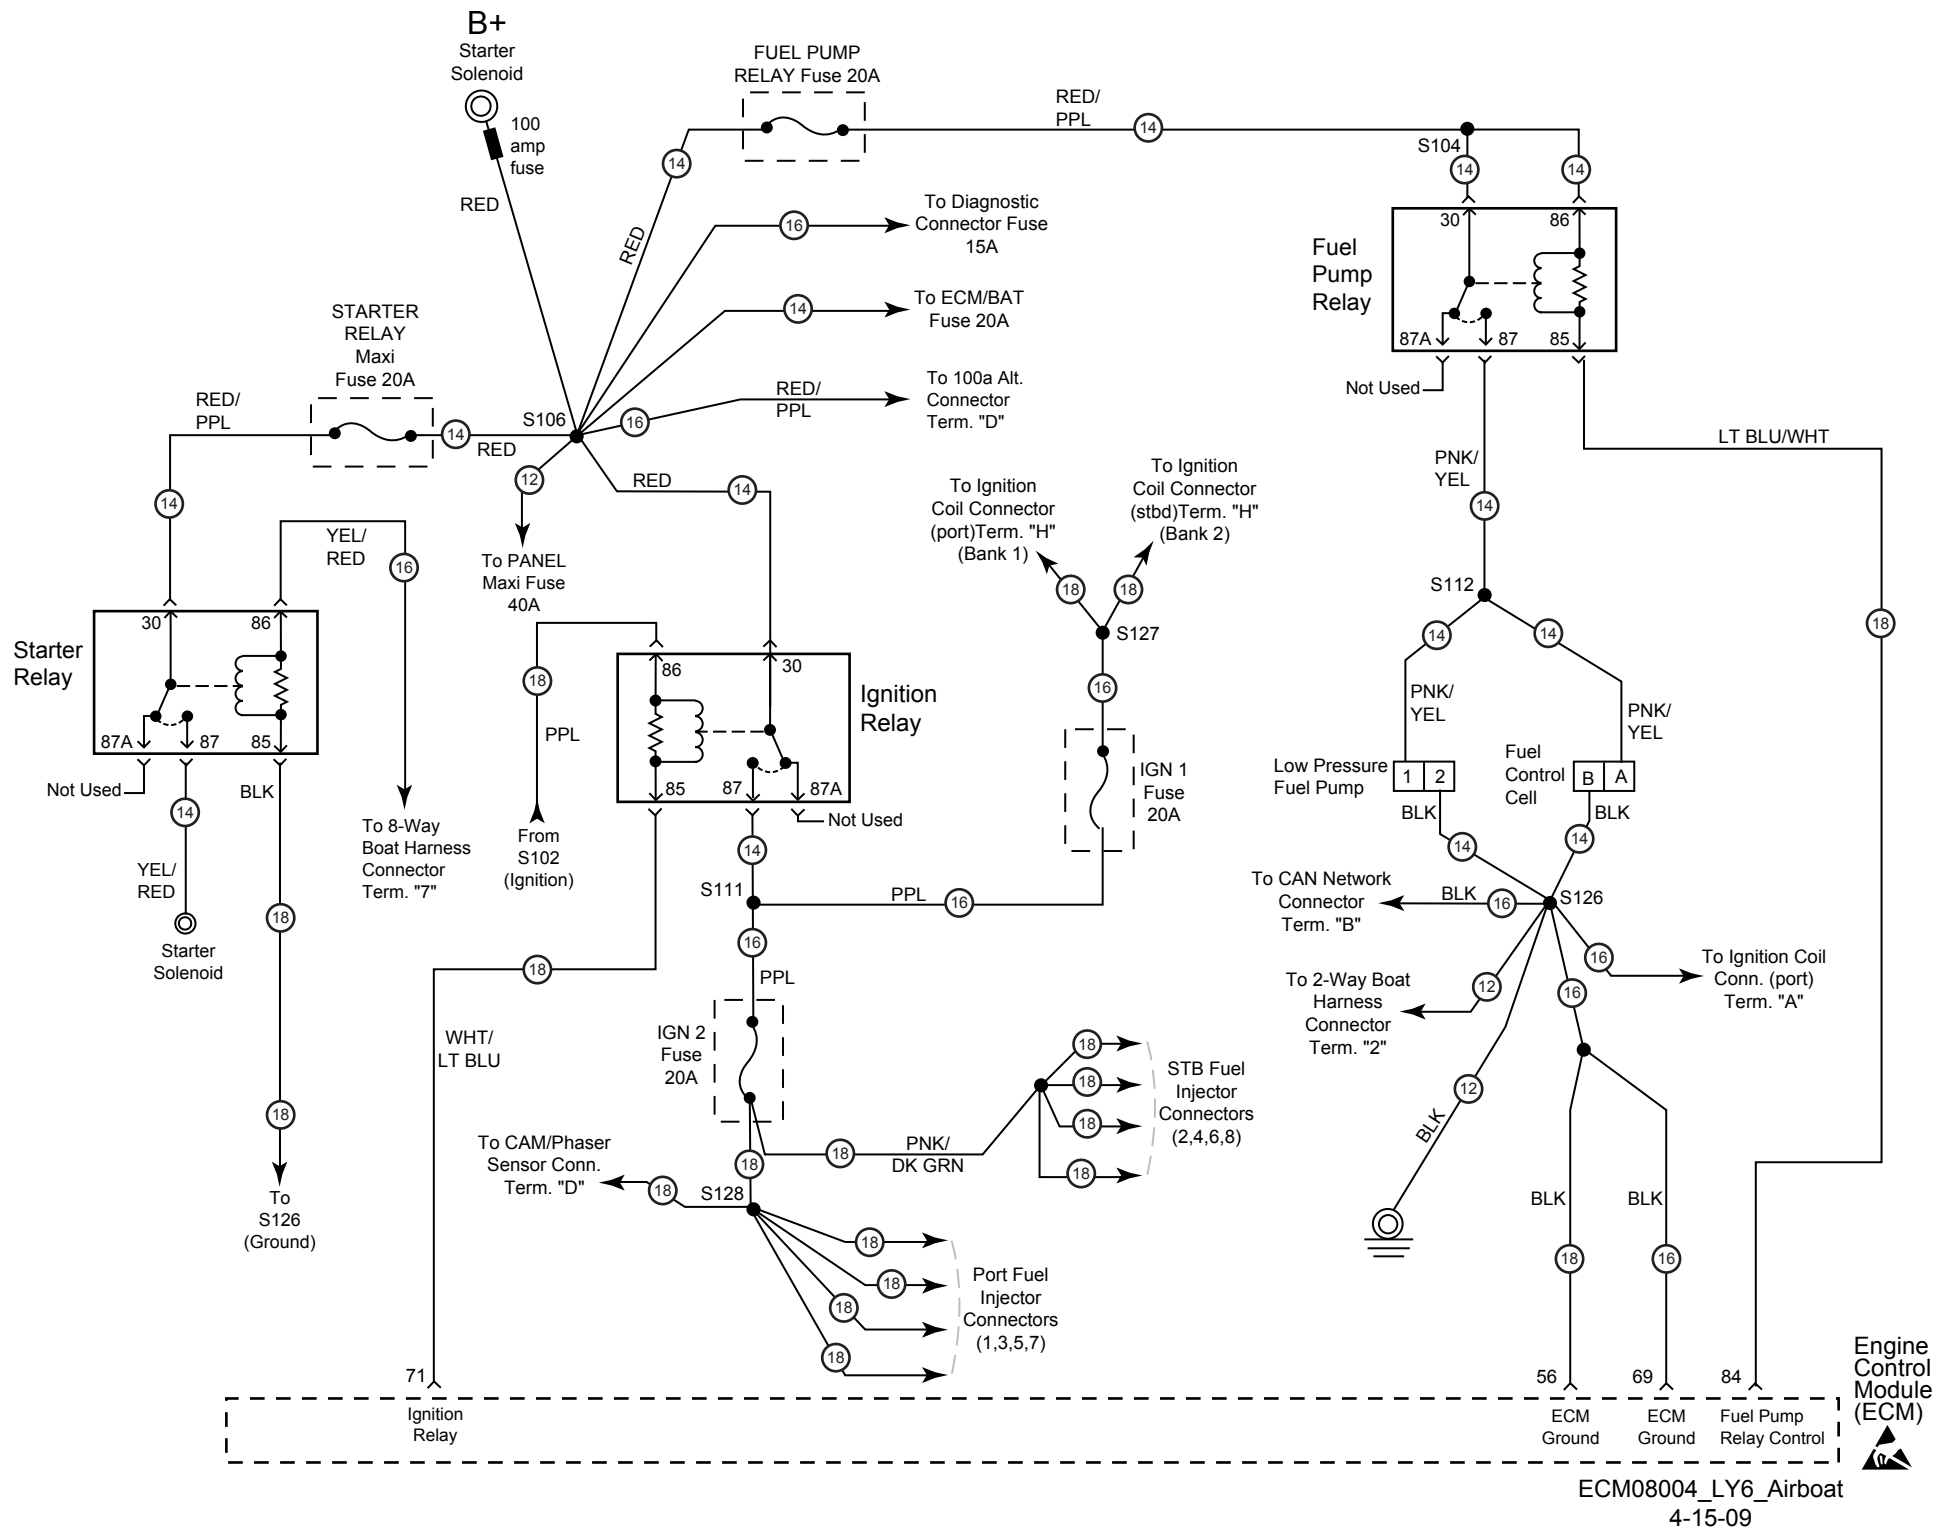 B+
Starter
Solenoid
100
amp
fuse
RED
FUEL PUMP
RELAY Fuse 20A
14
RED
RED/
PPL
14
S104
14
14
30
86
Fuel
Pump
Relay
87A
87
85
Not Used
16
To Diagnostic
Connector Fuse
15A
14
To ECM/BAT
Fuse 20A
16
RED/
PPL
To 100a Alt.
Connector
Term. "D"
STARTER
RELAY
Maxi
Fuse 20A
RED/
PPL
14
RED
S106
12
To PANEL
Maxi Fuse
40A
RED
14
14
YEL/
RED
16
30
86
Starter
Relay
87A
87
85
Not Used
14
YEL/
RED
Starter
Solenoid
BLK
18
18
To
S126
(Ground)
To 8-Way
Boat Harness
Connector
Term. "7"
18
PPL
From
S102
(Ignition)
86
30
Ignition
Relay
85
87
87A
Not Used
14
S111
PPL
16
16
PPL
18
WHT/
LT BLU
To Ignition
Coil Connector
(port)Term. "H"
(Bank 1)
To Ignition
Coil Connector
(stbd)Term. "H"
(Bank 2)
18
18
S127
16
IGN 1
Fuse
20A
IGN 2
Fuse
20A
18
18
PNK/
DK GRN
18
18
18
18
STB Fuel
Injector
Connectors
(2,4,6,8)
To CAM/Phaser
Sensor Conn.
Term. "D"
18
S128
18
18
18
18
Port Fuel
Injector
Connectors
(1,3,5,7)
LT BLU/WHT
18
PNK/
YEL
14
S112
14
14
PNK/
YEL
PNK/
YEL
Low Pressure
Fuel Pump
1 2
Fuel
Control
Cell
B A
BLK
BLK
14
14
To CAN Network
Connector
Term. "B"
BLK
16
S126
16
To Ignition Coil
Conn. (port)
Term. "A"
To 2-Way Boat
Harness
Connector
Term. "2"
12
16
12
BLK
BLK
BLK
18
16
71
56
69
84
Ignition
Relay
ECM
Ground
ECM
Ground
Fuel Pump
Relay Control
Engine
Control
Module
(ECM)
ECM08004_LY6_Airboat
4-15-09